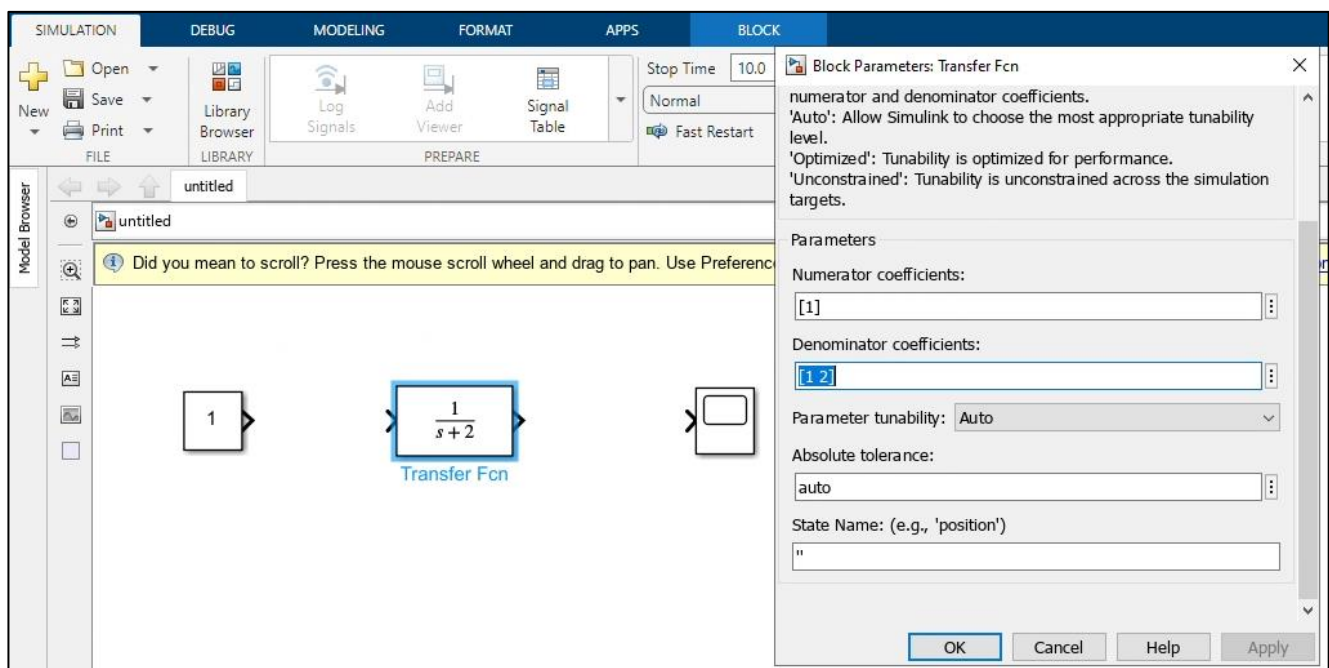 SIMULATION DEBUG MODELING FORMAT APPS BLOCK
New
Open
Save
Print
FILE
Library
Browser
LIBRARY
Log
Signals
Add
Viewer
Signal
Table
PREPARE
Stop Time 10.0
Normal
Fast Restart
Model Browser
untitled
untitled
Did you mean to scroll? Press the mouse scroll wheel and drag to pan. Use Preferenc
1
1
s + 2
Transfer Fcn
Block Parameters: Transfer Fcn
numerator and denominator coefficients.
'Auto': Allow Simulink to choose the most appropriate tunability
level.
'Optimized': Tunability is optimized for performance.
'Unconstrained': Tunability is unconstrained across the simulation
targets.
Parameters
Numerator coefficients:
[1]
Denominator coefficients:
[1 2]
Parameter tunability: Auto
Absolute tolerance:
auto
State Name: (e.g., 'position')
''
OK Cancel Help Apply